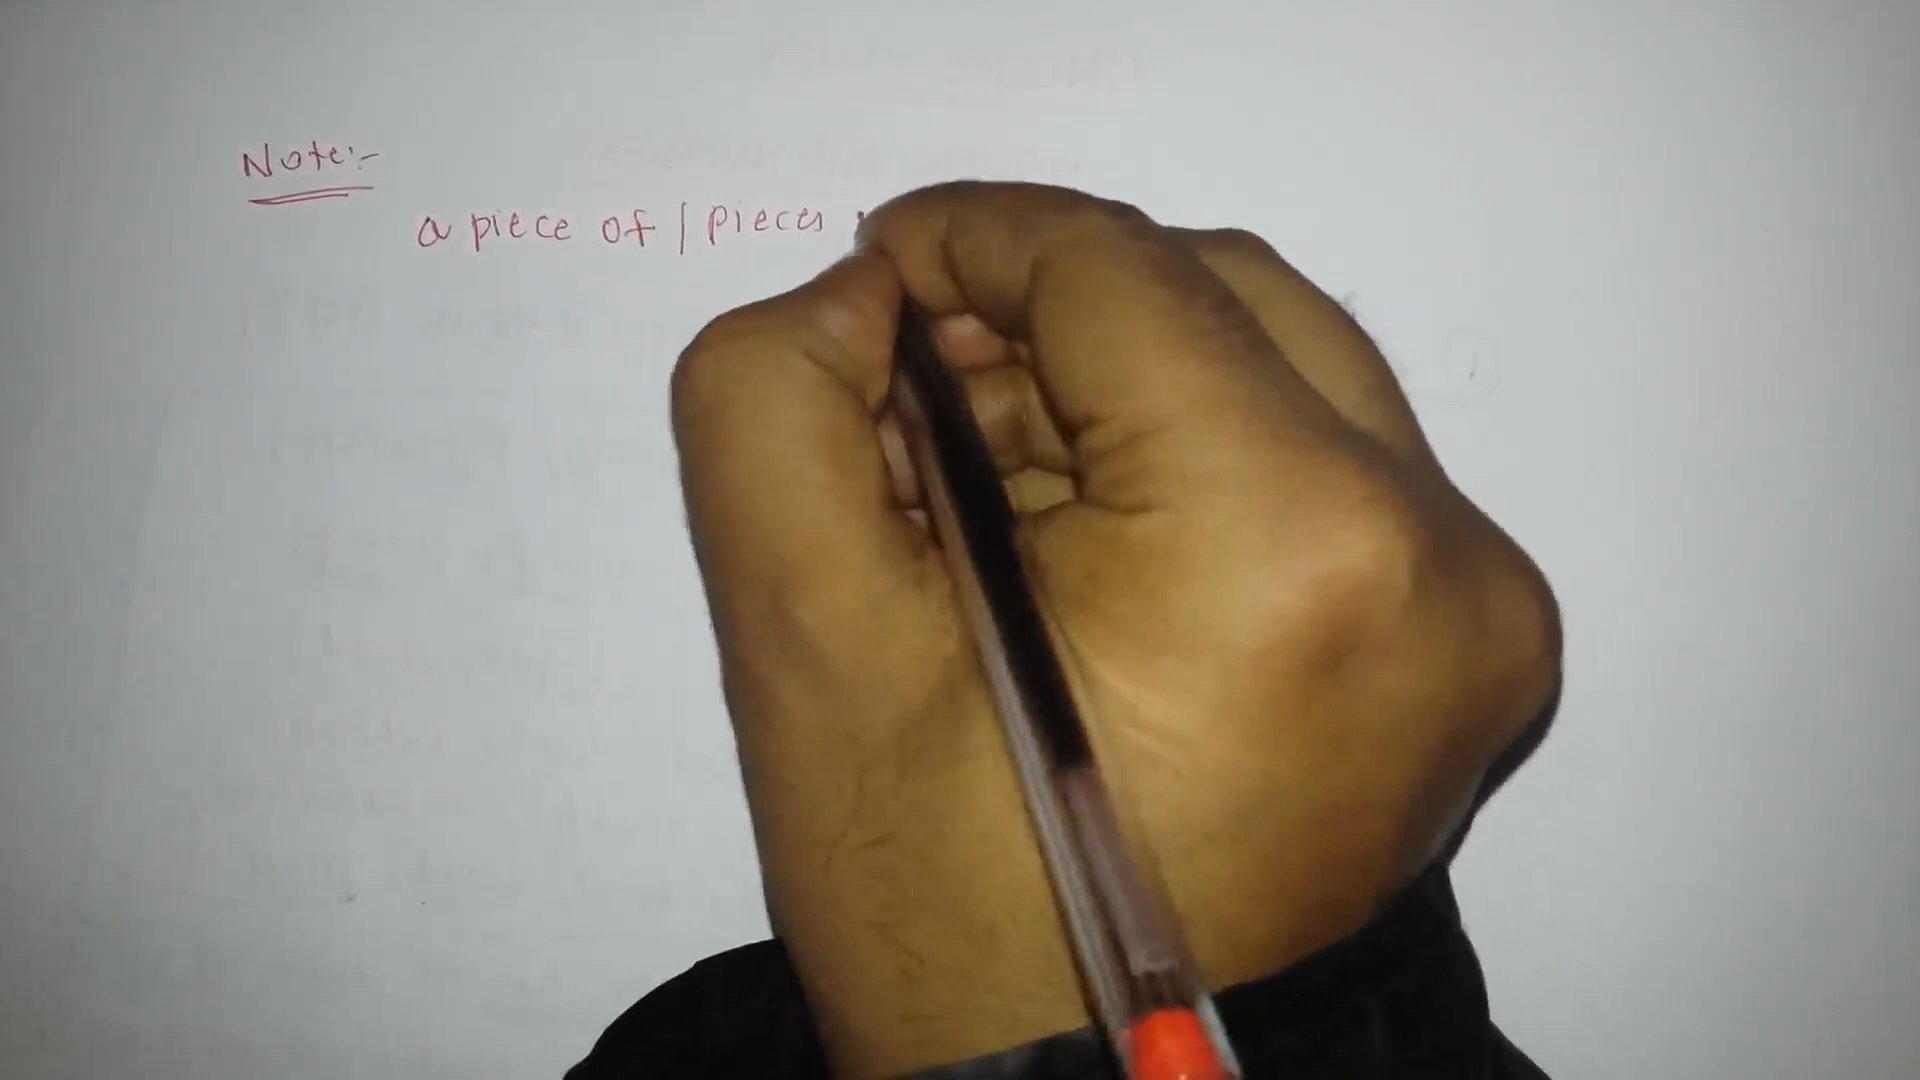 Note:-
a piece of / pieces